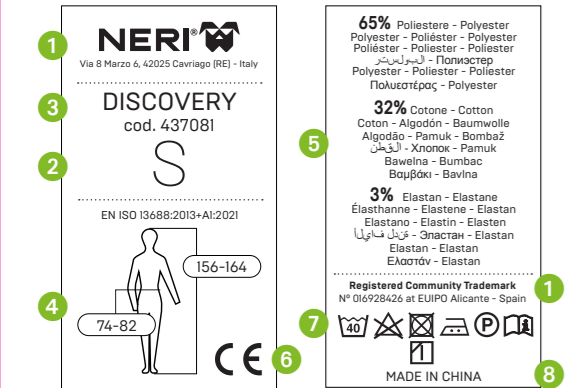 1
NERI®
Via 8 Marzo 6, 42025 Cavriago (RE) - Italy
3
DISCOVERY
cod. 437081
2
S
EN ISO 13688:2013+A1:2021
156-164
4
74-82
CE
6
65% Poliestere - Polyester
Polyester - Poliéster - Polyester
Poliéster - Poliester - Poliester
البوليستر - Полиэстер
Polyester - Poliester - Poliester
Πολυεστέρας - Polyester
32% Cotone - Cotton
Coton - Algodón - Baumwolle
Algodão - Pamuk - Bombaž
5
القطن - Хлопок - Pamuk
Bawelna - Bumbac
Βαμβάκι - Bavlna
3% Elastan - Elastane
Élasthanne - Elastene - Elastan
Elastano - Elastin - Elasten
Эластан - Elastan
Elastan - Elastan
Ελαστάν - Elastan
Registered Community Trademark
N° 016928426 at EUIPO Alicante - Spain
1
7
40
P
i
1
MADE IN CHINA
8